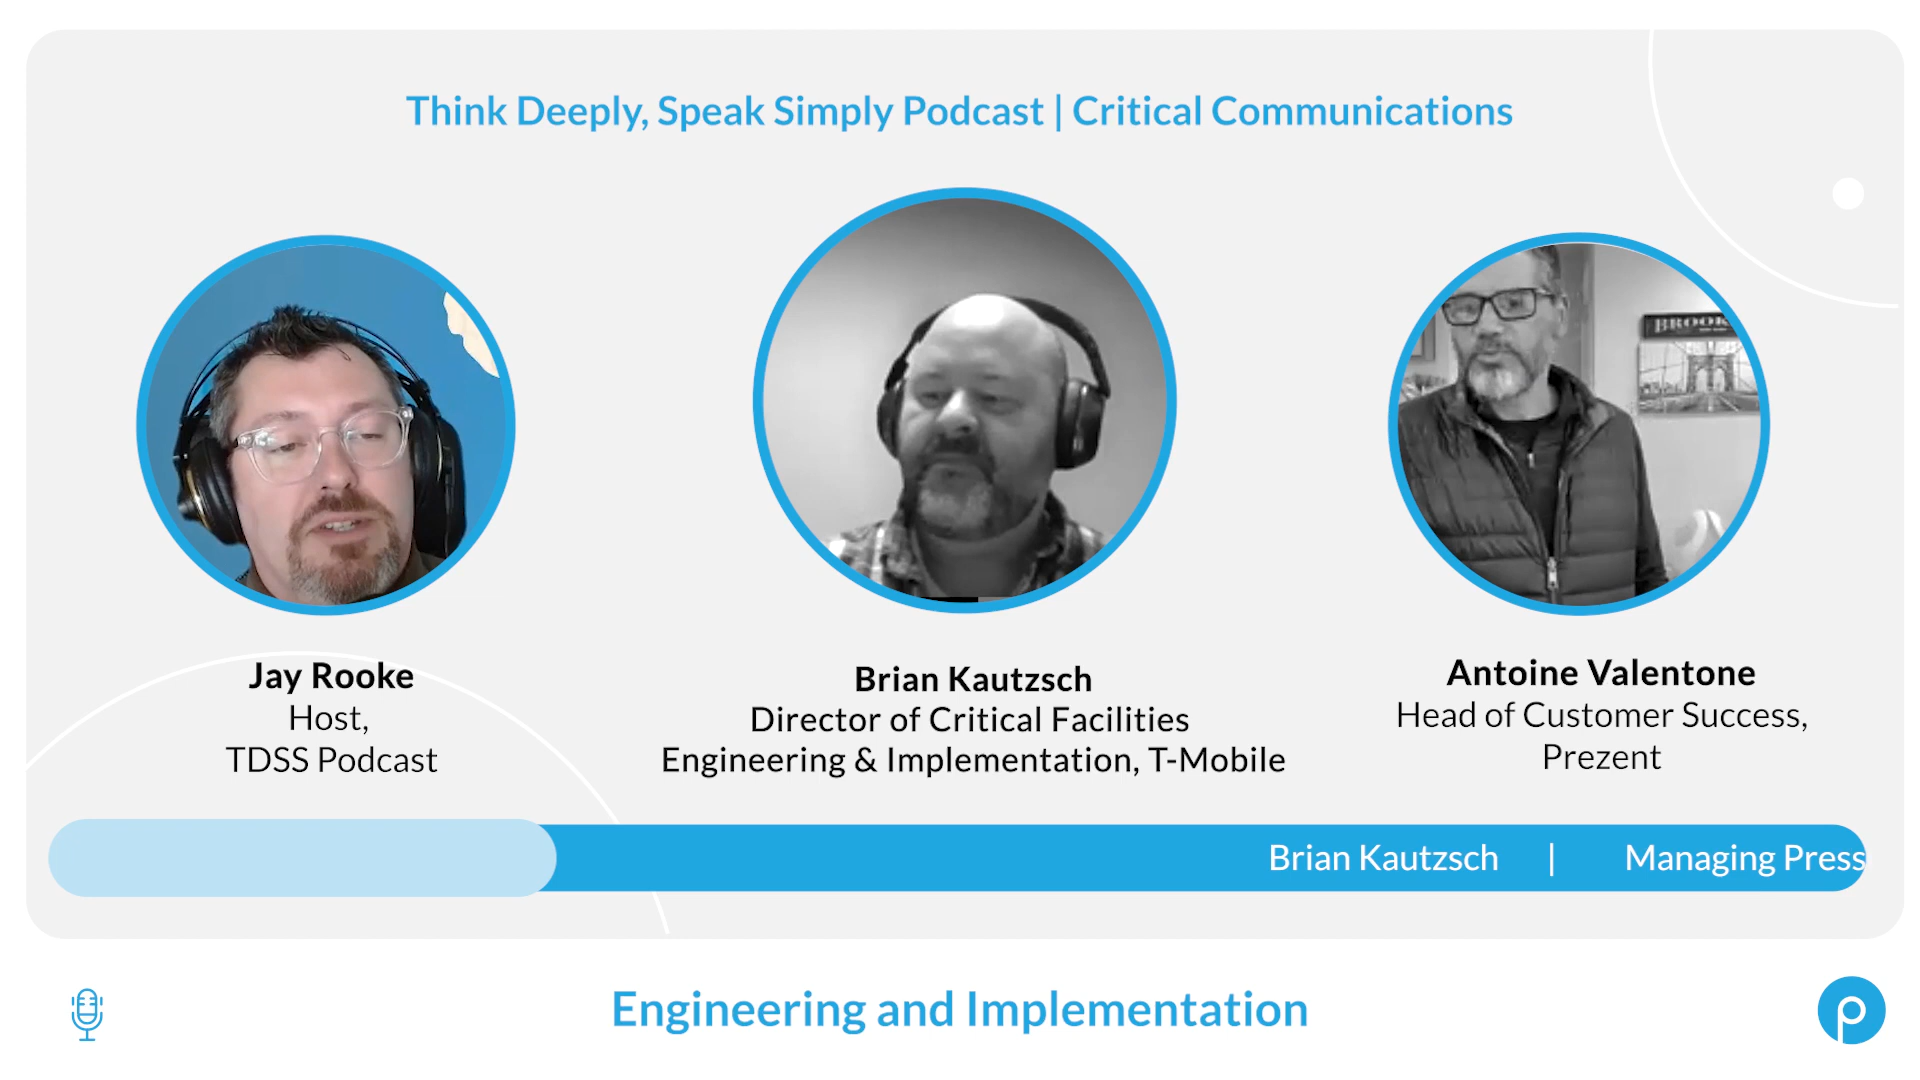 Think Deeply, Speak Simply Podcast | Critical Communications
Jay Rooke
Host,
TDSS Podcast
Brian Kautzsch
Director of Critical Facilities
Engineering & Implementation, T-Mobile
Antoine Valentone
Head of Customer Success,
Prezent
Brian Kautzsch | Managing Press
Engineering and Implementation